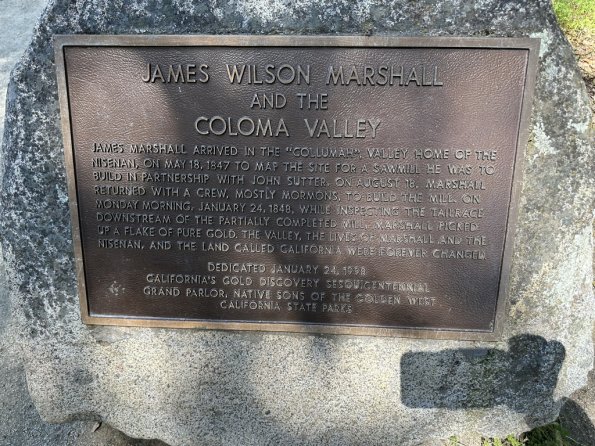 JAMES WILSON MARSHALL
AND THE
COLOMA VALLEY
JAMES MARSHALL ARRIVED IN THE "COLLUMAH" VALLEY HOME OF THE
NISENAN, ON MAY 18, 1847 TO MAP THE SITE FOR A SAWMILL HE WAS TO
BUILD IN PARTNERSHIP WITH JOHN SUTTER. ON AUGUST 18, MARSHALL
RETURNED WITH A CREW, MOSTLY MORMONS, TO BUILD THE MILL. ON
MONDAY MORNING, JANUARY 24, 1848, WHILE INSPECTING THE TAILRACE
DOWNSTREAM OF THE PARTIALLY COMPLETED MILL, MARSHALL PICKED
UP A FLAKE OF PURE GOLD. THE VALLEY, THE LIVES OF MARSHALL AND THE
NISENAN, AND THE LAND CALLED CALIFORNIA WERE FOREVER CHANGED.
DEDICATED JANUARY 24, 1998
CALIFORNIA'S GOLD DISCOVERY SESQUICENTENNIAL
GRAND PARLOR, NATIVE SONS OF THE GOLDEN WEST
CALIFORNIA STATE PARKS